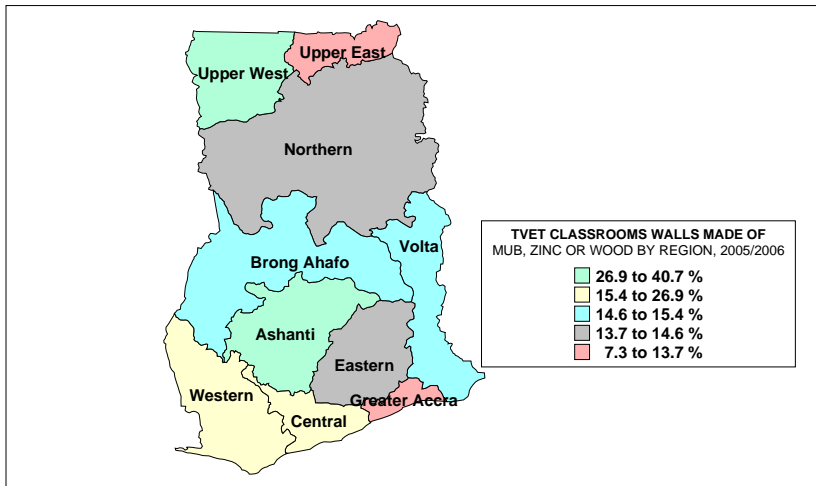 Upper East
Upper West
Northern
Volta
Brong Ahafo
Ashanti
Eastern
Western
Greater Accra
Central
TVET CLASSROOMS WALLS MADE OF
MUB, ZINC OR WOOD BY REGION, 2005/2006
26.9 to 40.7 %
15.4 to 26.9 %
14.6 to 15.4 %
13.7 to 14.6 %
7.3 to 13.7 %